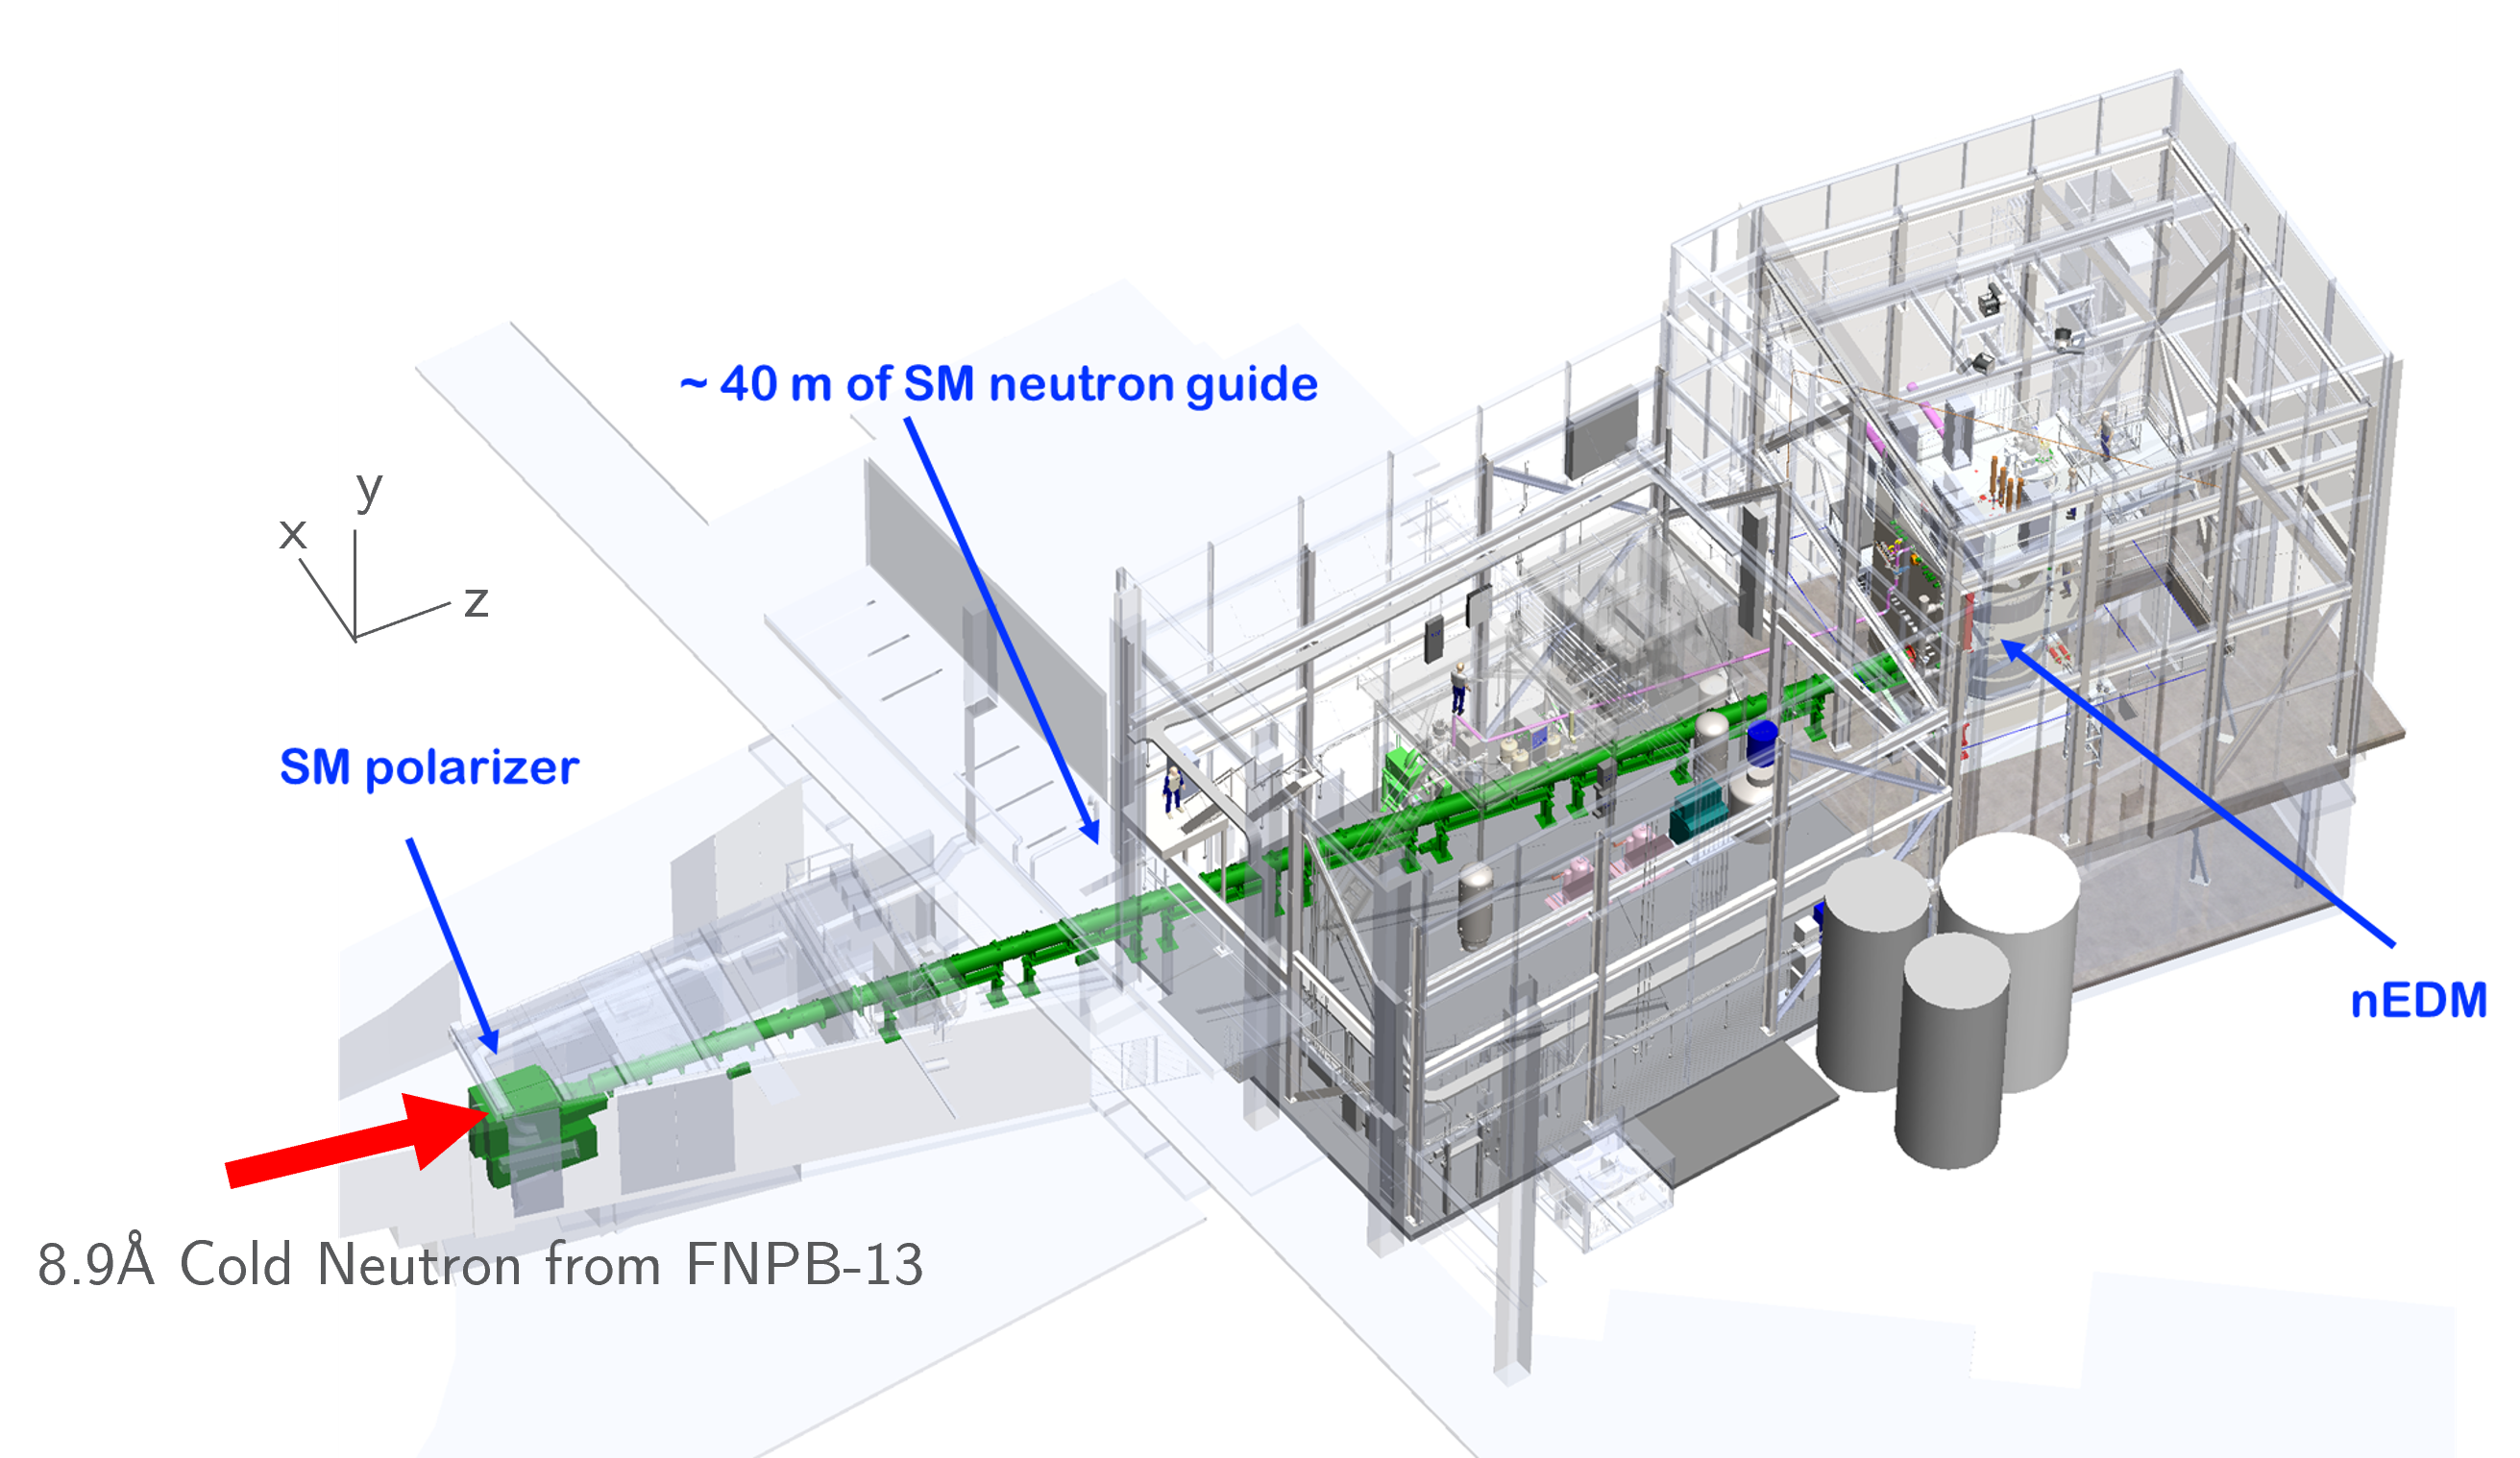 ~ 40 m of SM neutron guide
y
x
z
SM polarizer
nEDM
8.9Å Cold Neutron from FNPB-13